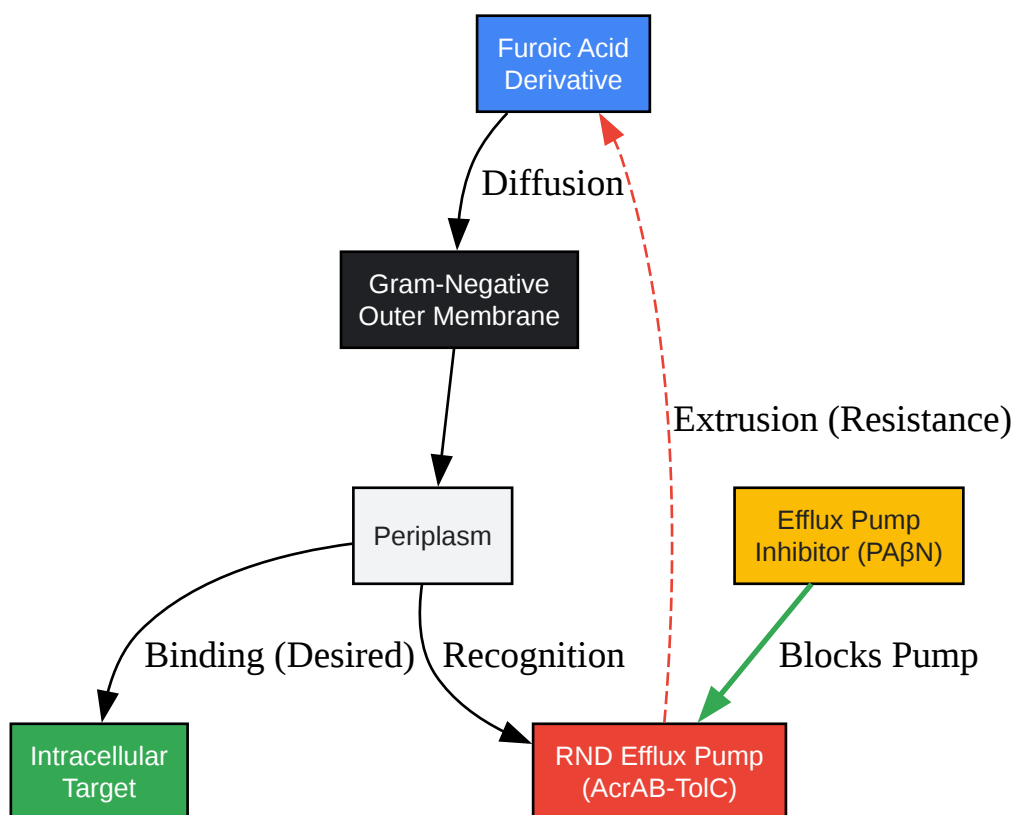 Furoic Acid
Derivative
Diffusion
Gram-Negative
Outer Membrane
Extrusion (Resistance)
Periplasm
Efflux Pump
Inhibitor (PAβN)
Binding (Desired)
Recognition
Blocks Pump
Intracellular
Target
RND Efflux Pump
(AcrAB-TolC)